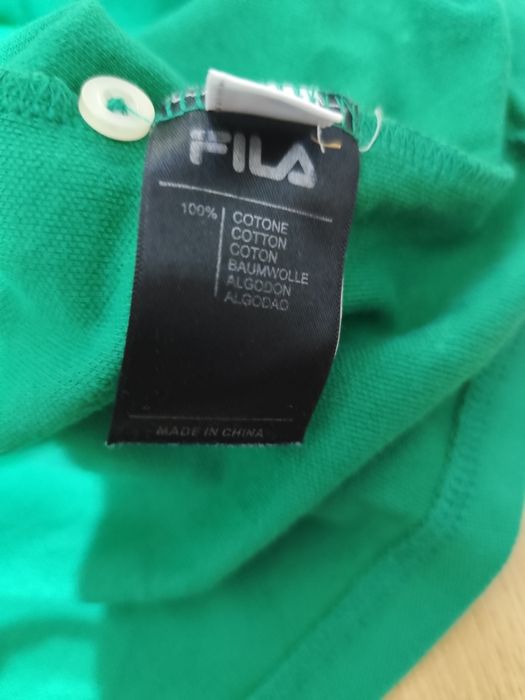 FILA
100% COTONE
COTTON
COTON
BAUMWOLLE
ALGODON
ALGODAO
MADE IN CHINA